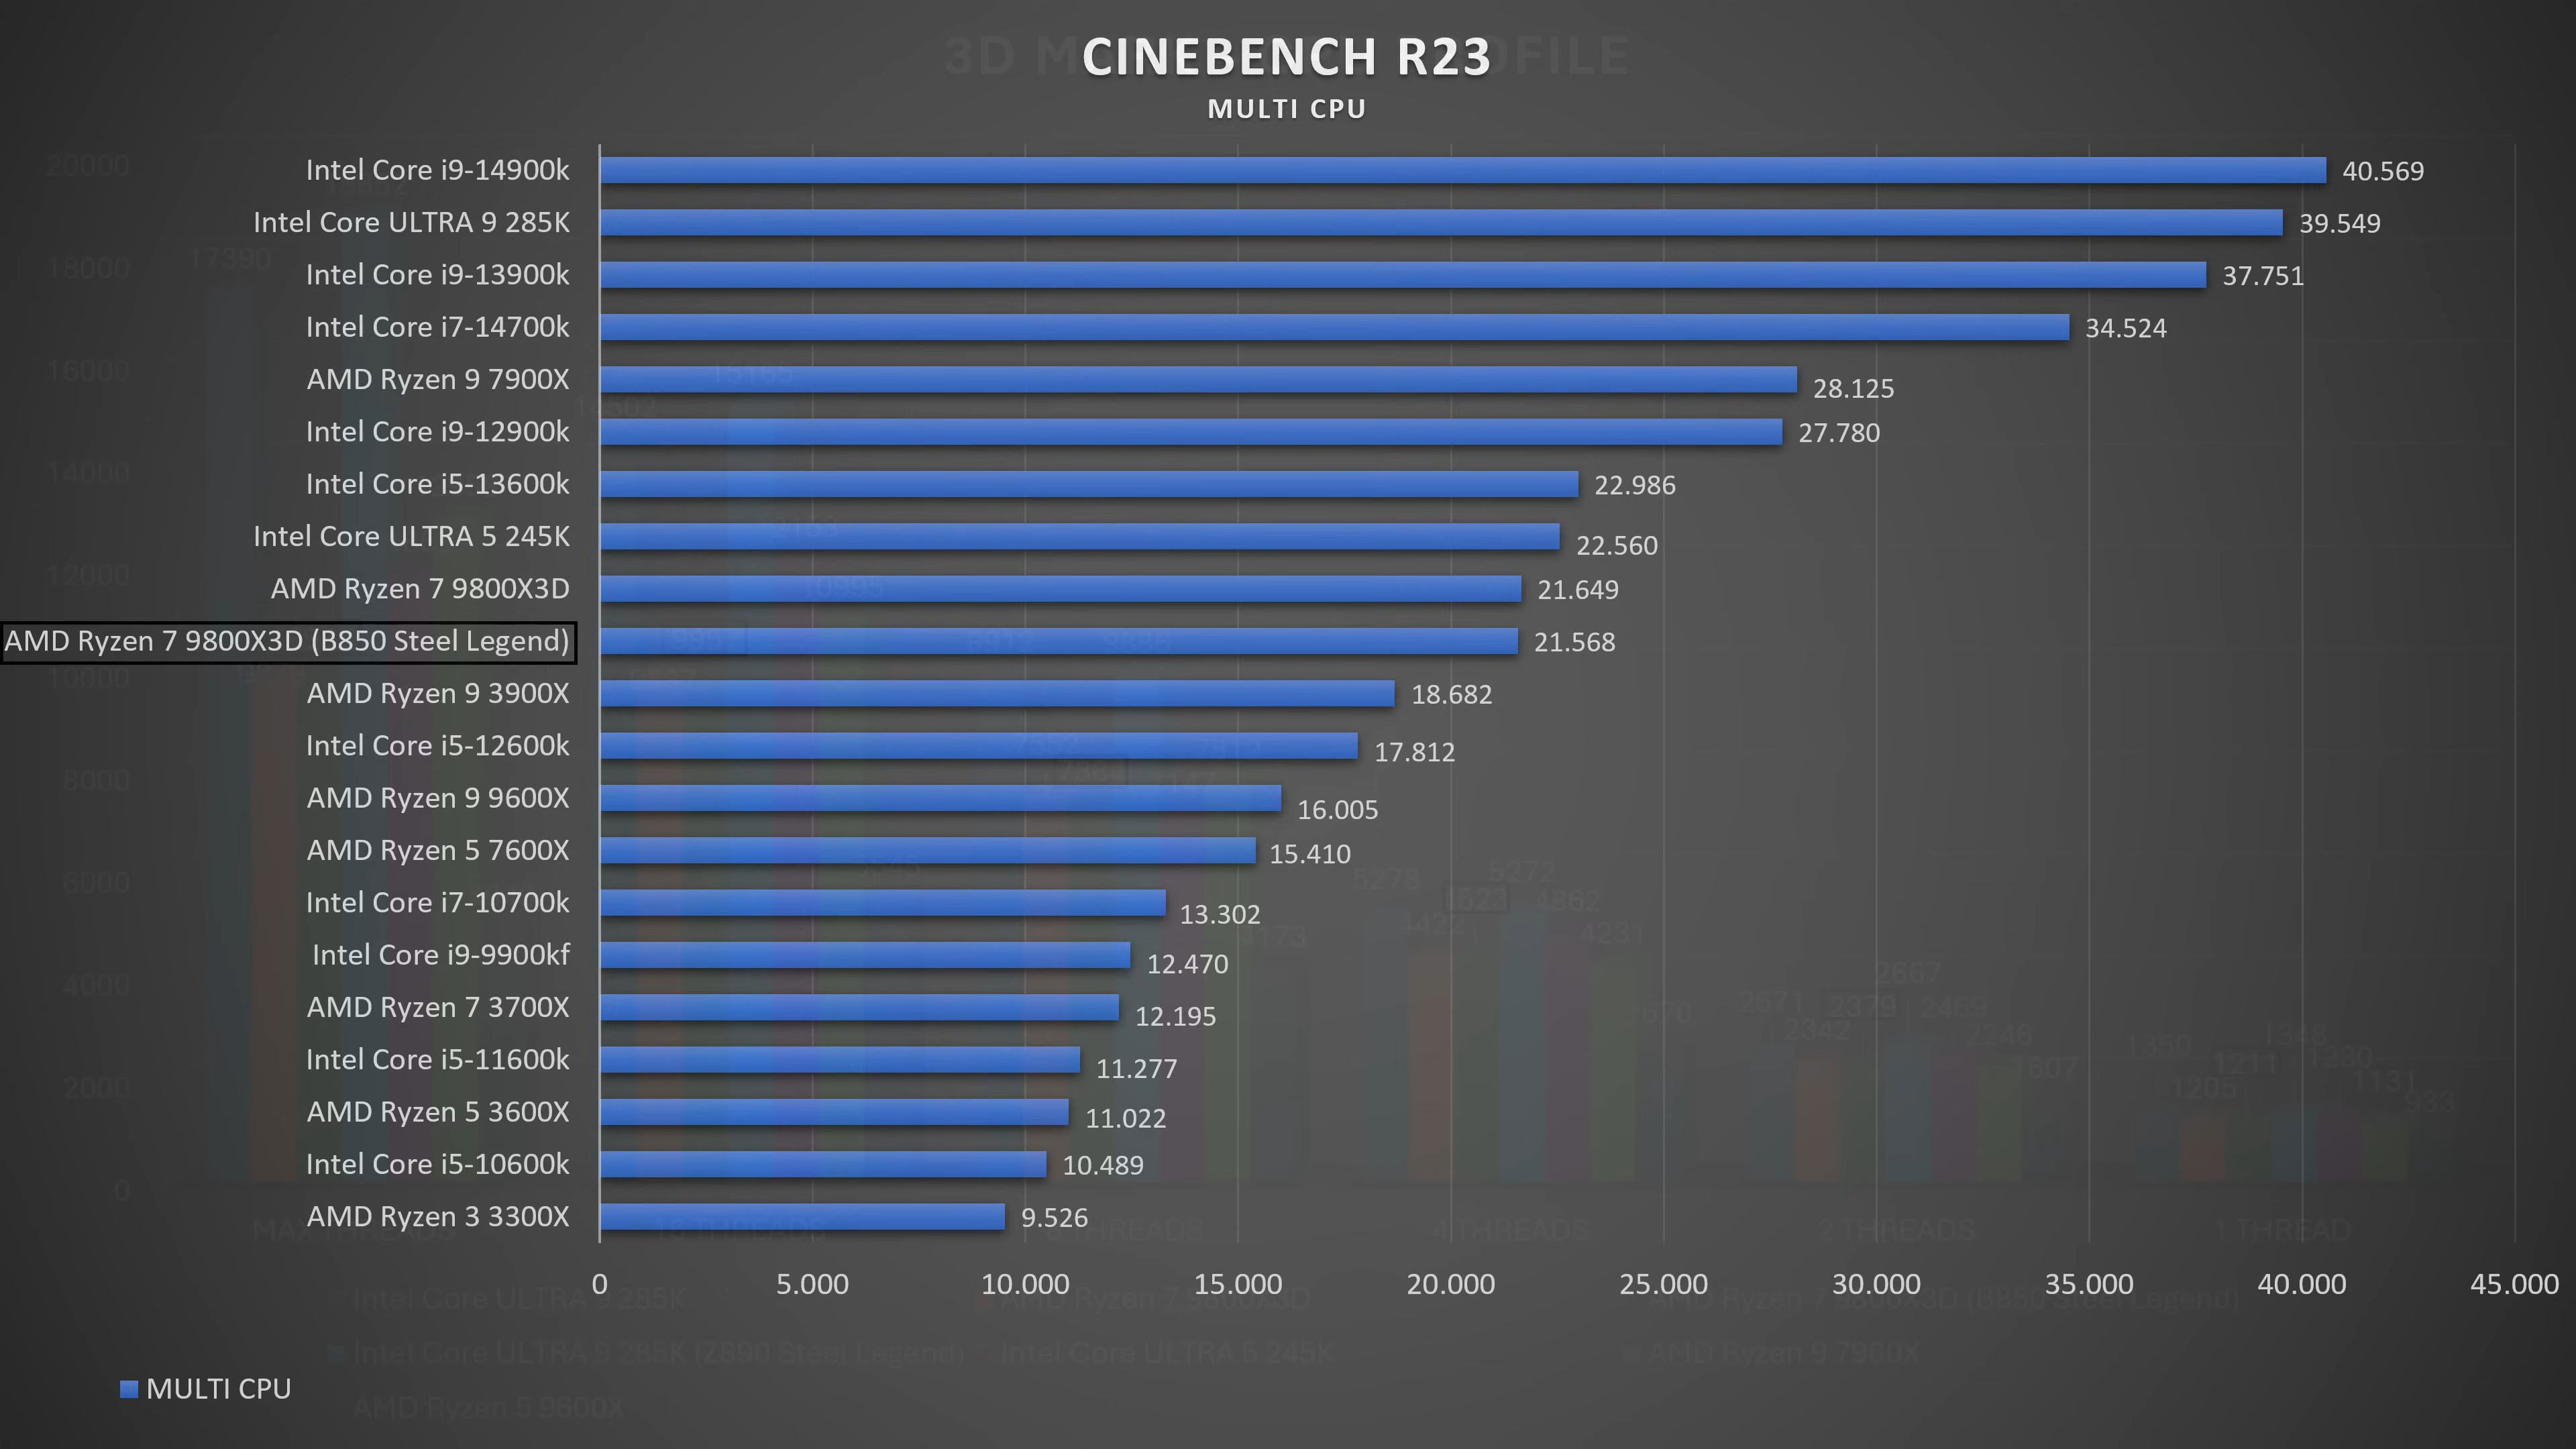 CINEBENCH R23
MULTI CPU
Intel Core i9-14900k 40.569
Intel Core ULTRA 9 285K 39.549
Intel Core i9-13900k 37.751
Intel Core i7-14700k 34.524
AMD Ryzen 9 7900X 28.125
Intel Core i9-12900k 27.780
Intel Core i5-13600k 22.986
Intel Core ULTRA 5 245K 22.560
AMD Ryzen 7 9800X3D 21.649
AMD Ryzen 7 9800X3D (B850 Steel Legend) 21.568
AMD Ryzen 9 3900X 18.682
Intel Core i5-12600k 17.812
AMD Ryzen 9 9600X 16.005
AMD Ryzen 5 7600X 15.410
Intel Core i7-10700k 13.302
Intel Core i9-9900kf 12.470
AMD Ryzen 7 3700X 12.195
Intel Core i5-11600k 11.277
AMD Ryzen 5 3600X 11.022
Intel Core i5-10600k 10.489
AMD Ryzen 3 3300X 9.526
0 5.000 10.000 15.000 20.000 25.000 30.000 35.000 40.000 45.000
MULTI CPU